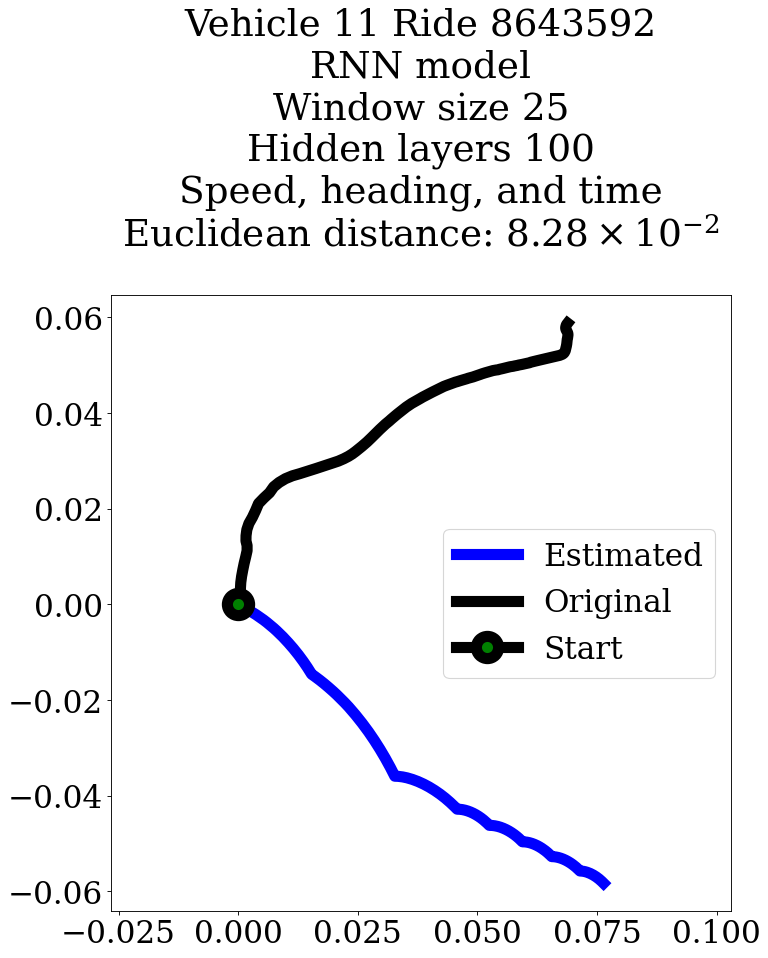 Vehicle 11 Ride 8643592
RNN model
Window size 25
Hidden layers 100
Speed, heading, and time
Euclidean distance: 8.28 × 10⁻²
0.06
0.04
0.02
0.00
−0.02
−0.04
−0.06
Estimated
Original
Start
−0.025 0.000 0.025 0.050 0.075 0.100